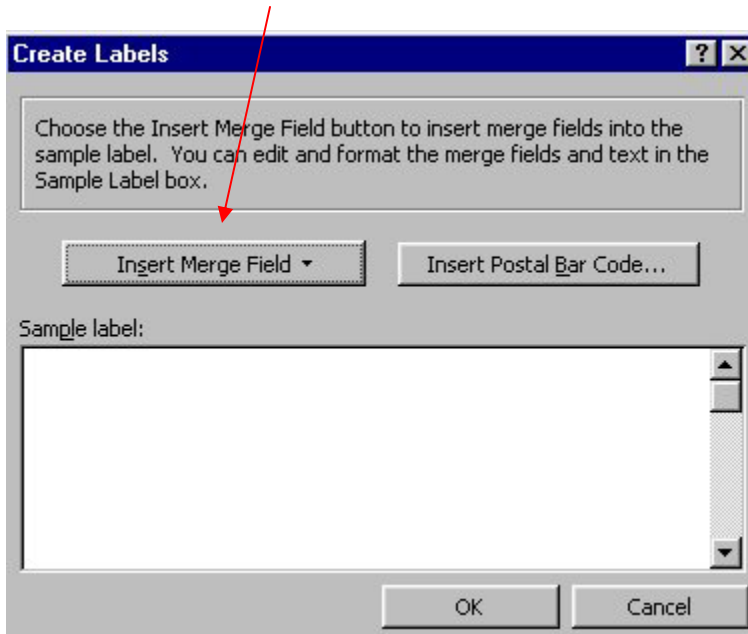 Create Labels
Choose the Insert Merge Field button to insert merge fields into the
sample label. You can edit and format the merge fields and text in the
Sample Label box.
Insert Merge Field
Insert Postal Bar Code...
Sample label:
OK
Cancel